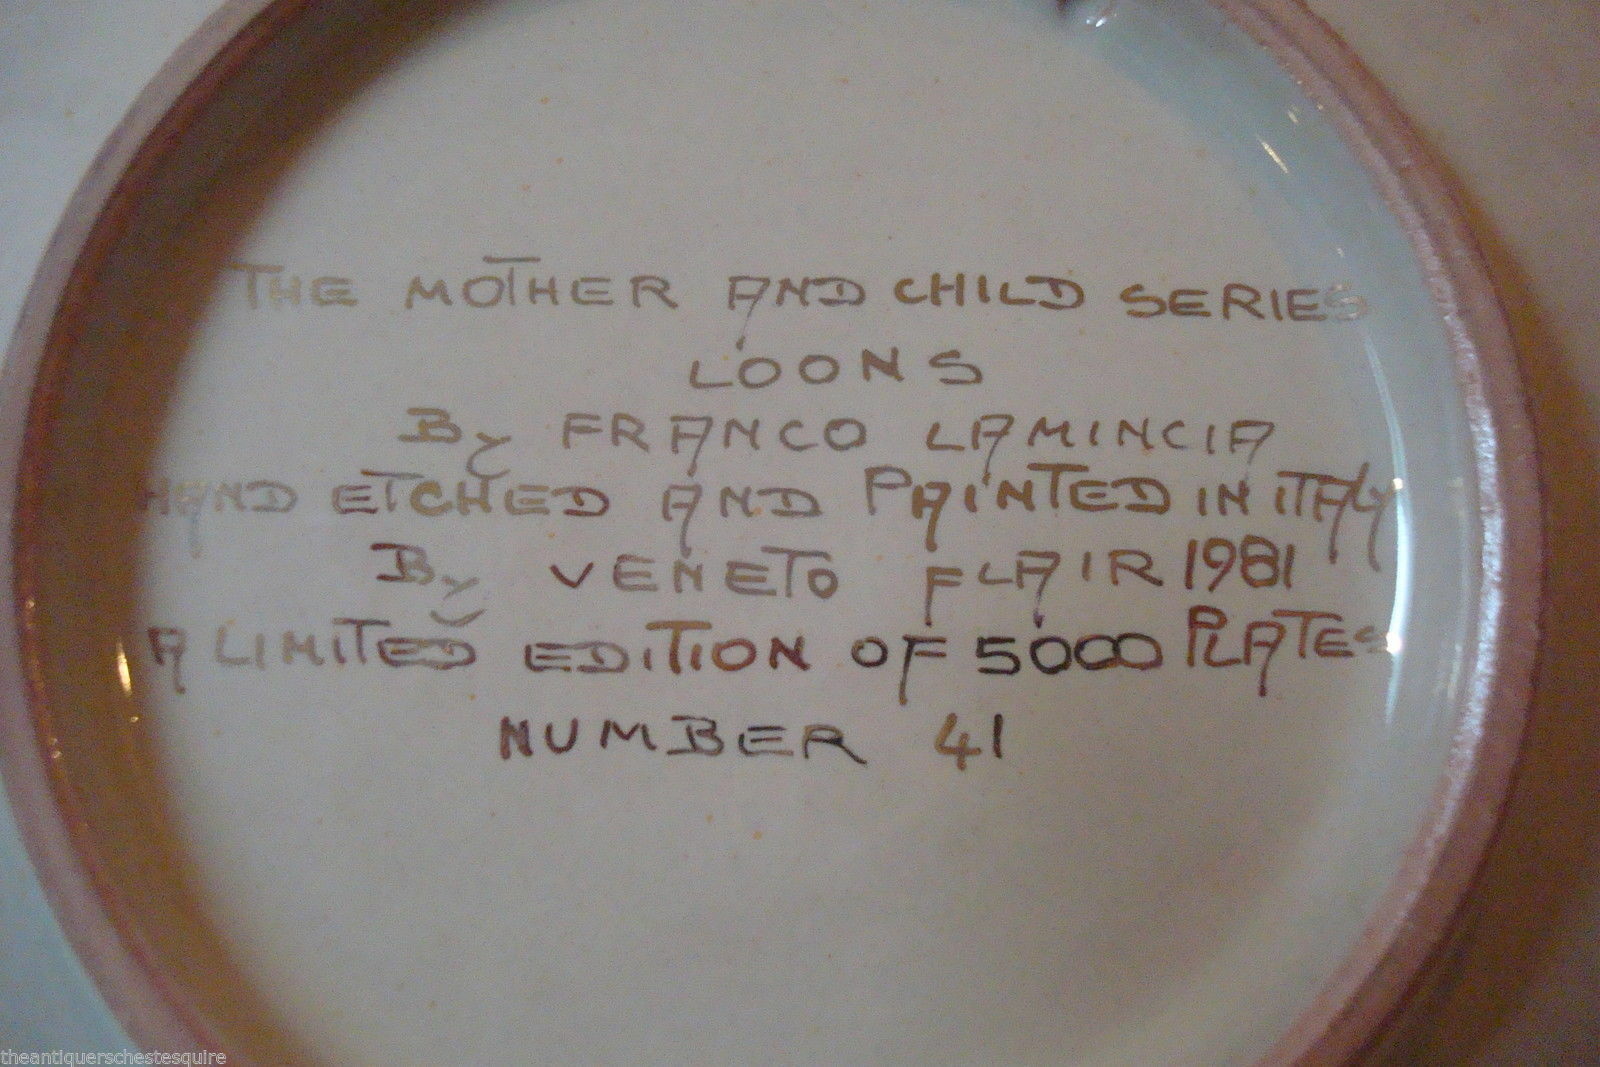 THE MOTHER AND CHILD SERIES
LOONS
By FRANCO LAMINCIA
HAND ETCHED AND PAINTED IN ITALY
By VENETO FLAIR 1981
A LIMITED EDITION OF 5000 PLATES
NUMBER 41
theantiquerschestesquire